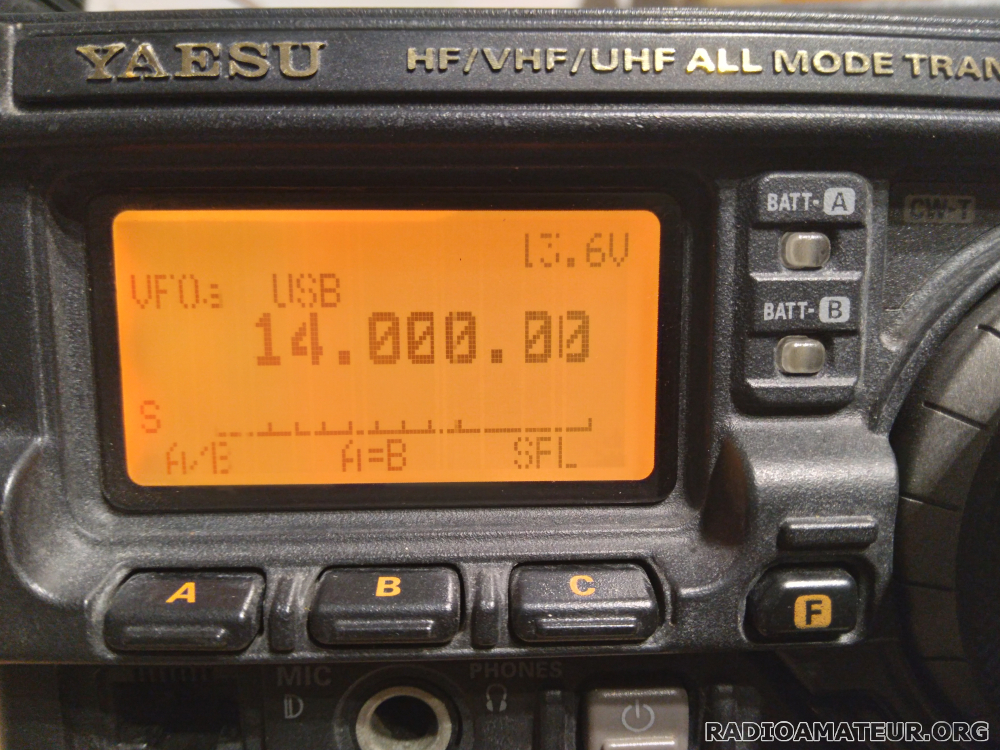 YAESU
HF/VHF/UHF ALL MODE TRAN
BATT-A
CW-T
13.6V
VFOa USB
BATT-B
14.000.00
S
A/B A=B SPL
A B C F
MIC PHONES
RADIOAMATEUR.ORG